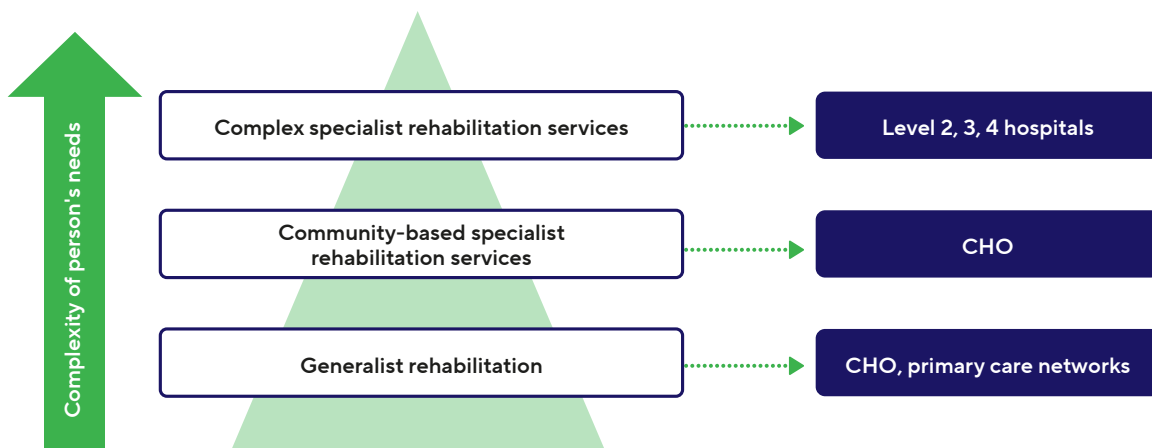 Complexity of person's needs
Complex specialist rehabilitation services
Level 2, 3, 4 hospitals
Community-based specialist
rehabilitation services
CHO
Generalist rehabilitation
CHO, primary care networks